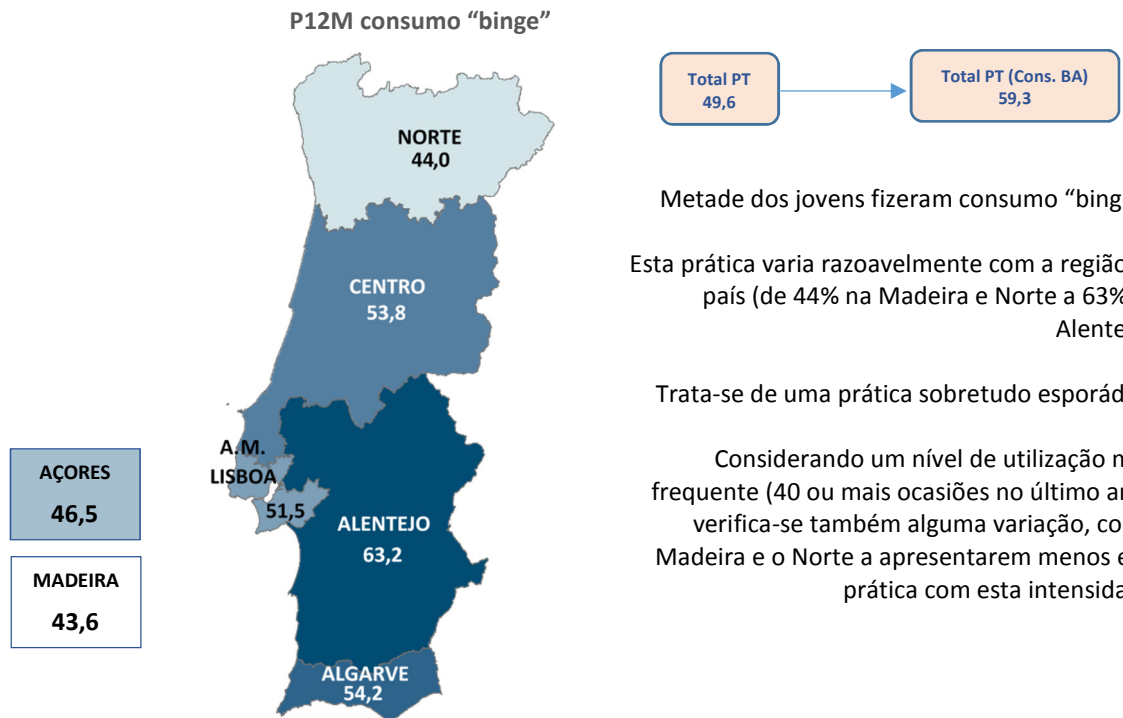 P12M consumo “binge”
Total PT
49,6
Total PT (Cons. BA)
59,3
NORTE
44,0
CENTRO
53,8
A.M.
LISBOA
51,5
ALENTEJO
63,2
ALGARVE
54,2
AÇORES
46,5
MADEIRA
43,6
Metade dos jovens fizeram consumo “bing
Esta prática varia razoavelmente com a região
país (de 44% na Madeira e Norte a 63%
Alente
Trata-se de uma prática sobretudo esporád
Considerando um nível de utilização m
frequente (40 ou mais ocasiões no último an
verifica-se também alguma variação, co
Madeira e o Norte a apresentarem menos e
prática com esta intensida